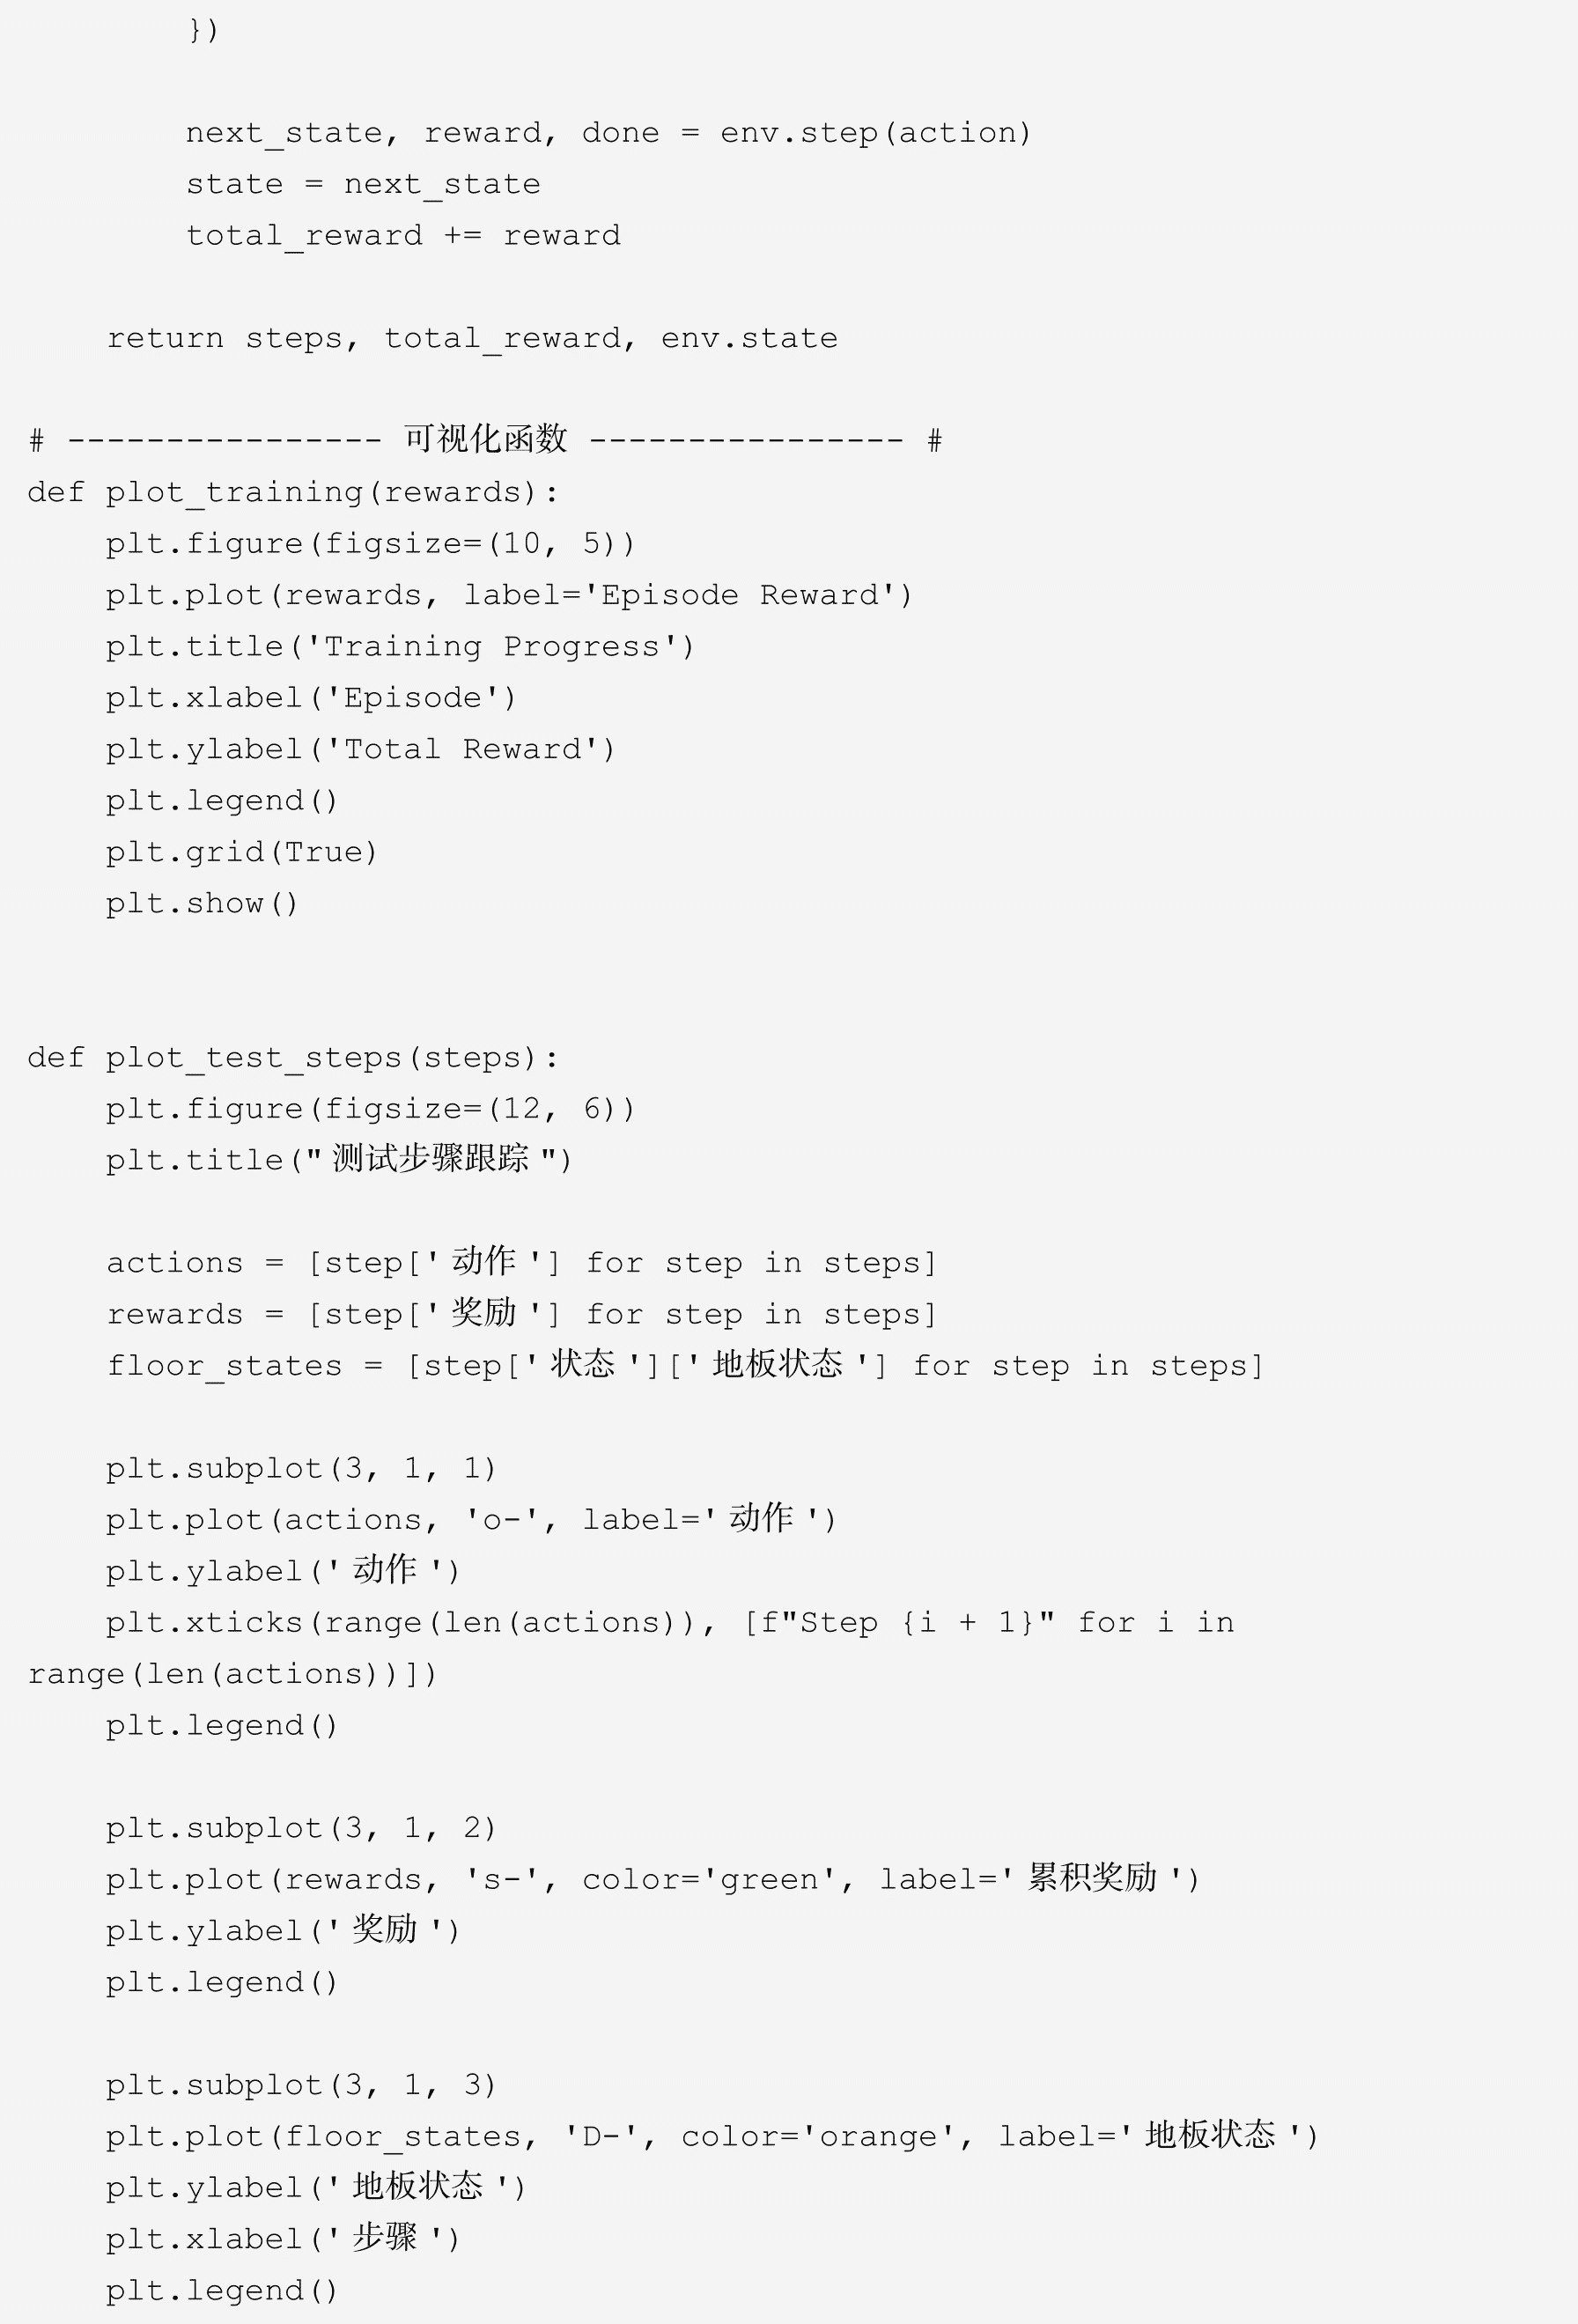 })

        next_state, reward, done = env.step(action)
        state = next_state
        total_reward += reward

    return steps, total_reward, env.state

# ---------------- 可视化函数 ---------------- #
def plot_training(rewards):
    plt.figure(figsize=(10, 5))
    plt.plot(rewards, label='Episode Reward')
    plt.title('Training Progress')
    plt.xlabel('Episode')
    plt.ylabel('Total Reward')
    plt.legend()
    plt.grid(True)
    plt.show()


def plot_test_steps(steps):
    plt.figure(figsize=(12, 6))
    plt.title("测试步骤跟踪")

    actions = [step['动作'] for step in steps]
    rewards = [step['奖励'] for step in steps]
    floor_states = [step['状态']['地板状态'] for step in steps]

    plt.subplot(3, 1, 1)
    plt.plot(actions, 'o-', label='动作')
    plt.ylabel('动作')
    plt.xticks(range(len(actions)), [f"Step {i + 1}" for i in
range(len(actions))])
    plt.legend()

    plt.subplot(3, 1, 2)
    plt.plot(rewards, 's-', color='green', label='累积奖励')
    plt.ylabel('奖励')
    plt.legend()

    plt.subplot(3, 1, 3)
    plt.plot(floor_states, 'D-', color='orange', label='地板状态')
    plt.ylabel('地板状态')
    plt.xlabel('步骤')
    plt.legend()